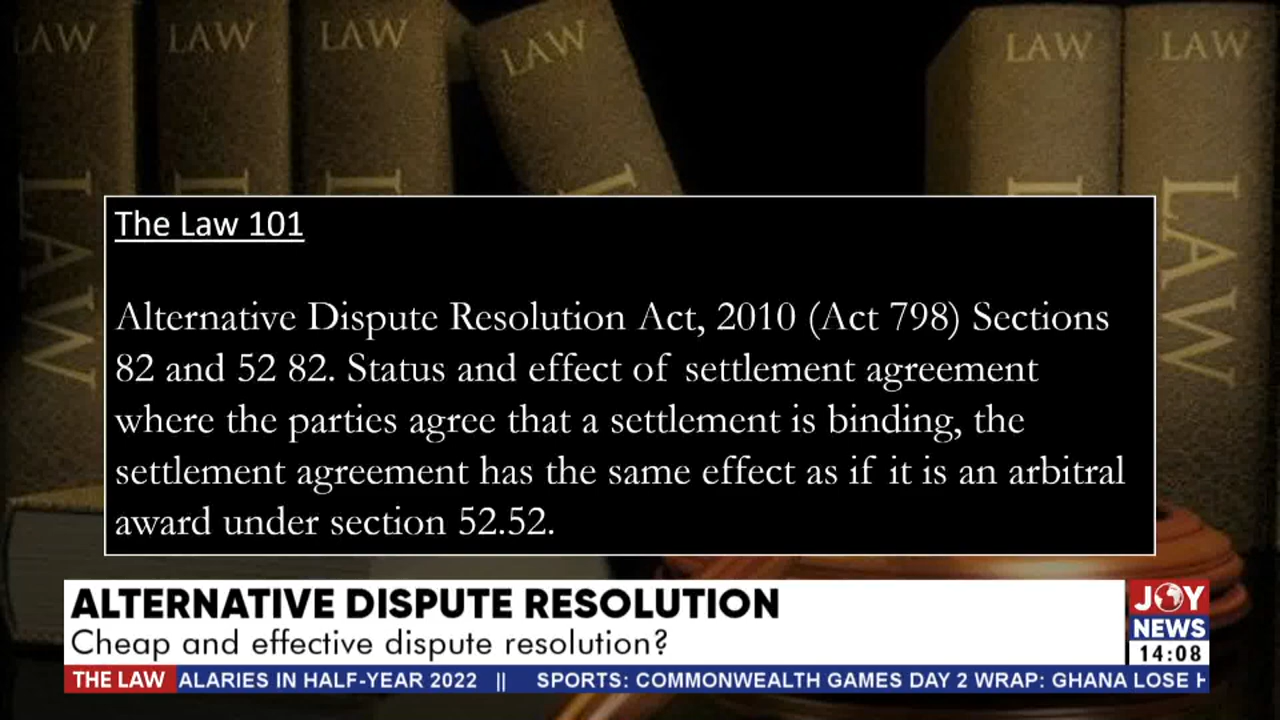 LAW
LAW
LAW
LAW
LAW
LAW
LAW
LAW
The Law 101
Alternative Dispute Resolution Act, 2010 (Act 798) Sections
82 and 52 82. Status and effect of settlement agreement
where the parties agree that a settlement is binding, the
settlement agreement has the same effect as if it is an arbitral
award under section 52.52.
ALTERNATIVE DISPUTE RESOLUTION
Cheap and effective dispute resolution?
JOY
NEWS
14:08
THE LAW ALARIES IN HALF-YEAR 2022 || SPORTS: COMMONWEALTH GAMES DAY 2 WRAP: GHANA LOSE